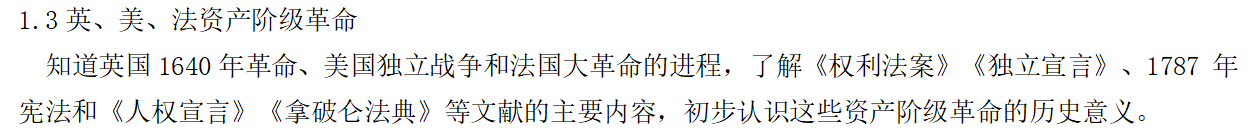 1.3 英、美、法资产阶级革命
知道英国 1640 年革命、美国独立战争和法国大革命的进程，了解《权利法案》《独立宣言》、1787 年
宪法和《人权宣言》《拿破仑法典》等文献的主要内容，初步认识这些资产阶级革命的历史意义。